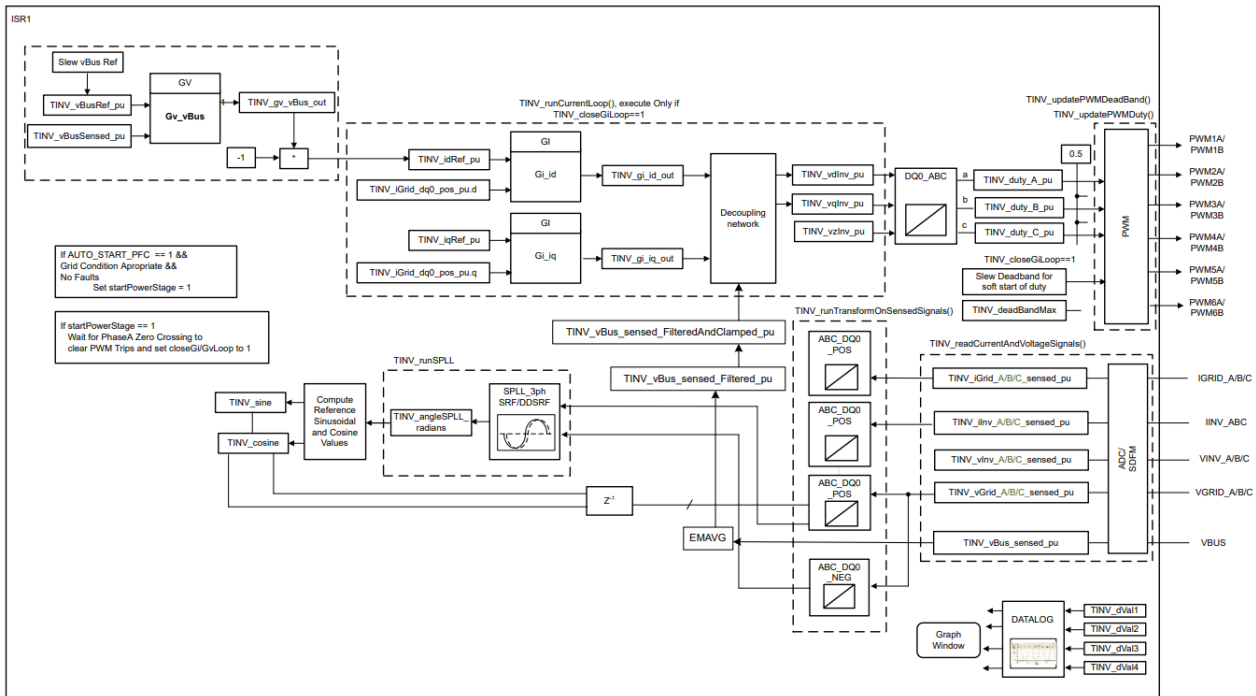 ISR1
Slew vBus Ref
TINV_vBusRef_pu
TINV_vBusSensed_pu
GV
Gv_vBus
TINV_gv_vBus_out
-1
*
TINV_runCurrentLoop(), execute Only if
TINV_closeGiLoop==1
TINV_idRef_pu
TINV_iGrid_dq0_pos_pu.d
GI
Gi_id
TINV_gi_id_out
TINV_iqRef_pu
TINV_iGrid_dq0_pos_pu.q
GI
Gi_iq
TINV_gi_iq_out
Decoupling
network
TINV_vdInv_pu
TINV_vqInv_pu
TINV_vzInv_pu
DQ0_ABC
a
b
c
TINV_duty_A_pu
TINV_duty_B_pu
TINV_duty_C_pu
0.5
TINV_updatePWMDeadBand()
TINV_updatePWMDuty()
PWM
TINV_closeGiLoop==1
Slew Deadband for
soft start of duty
TINV_deadBandMax
PWM1A/
PWM1B
PWM2A/
PWM2B
PWM3A/
PWM3B
PWM4A/
PWM4B
PWM5A/
PWM5B
PWM6A/
PWM6B
If AUTO_START_PFC == 1 &&
Grid Condition Apropriate &&
No Faults
Set startPowerStage = 1
If startPowerStage == 1
Wait for PhaseA Zero Crossing to
clear PWM Trips and set closeGi/GvLoop to 1
TINV_vBus_sensed_FilteredAndClamped_pu
TINV_vBus_sensed_Filtered_pu
TINV_runSPLL
SPLL_3ph
SRF/DDSRF
TINV_angleSPLL_
radians
Compute
Reference
Sinusoidal
and Cosine
Values
TINV_sine
TINV_cosine
Z-1
EMAVG
TINV_runTransformOnSensedSignals()
ABC_DQ0
_POS
ABC_DQ0
_POS
ABC_DQ0
_POS
ABC_DQ0
_NEG
TINV_readCurrentAndVoltageSignals()
TINV_iGrid_A/B/C_sensed_pu
TINV_iInv_A/B/C_sensed_pu
TINV_vInv_A/B/C_sensed_pu
TINV_vGrid_A/B/C_sensed_pu
TINV_vBus_sensed_pu
ADC/
SDFM
IGRID_A/B/C
IINV_ABC
VINV_A/B/C
VGRID_A/B/C
VBUS
Graph
Window
DATALOG
TINV_dVal1
TINV_dVal2
TINV_dVal3
TINV_dVal4